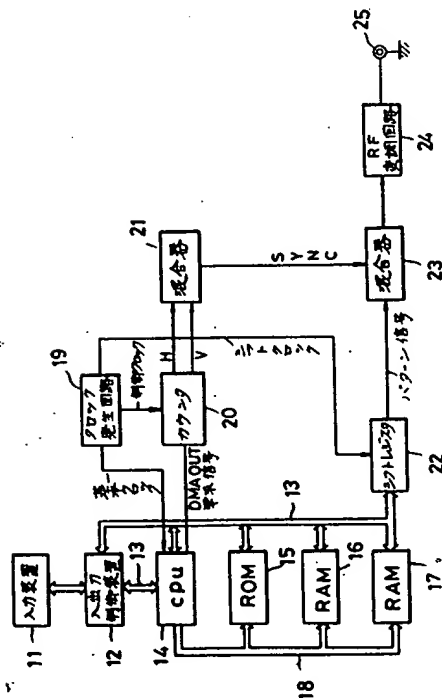 11
入力装置
12
入出力
制御装置
13
14
cpu
15
ROM
16
RAM
17
RAM
18
19
クロック
発生回路
基準
クロック
制御クロック
20
カウンタ
DMA OUT
要求信号
H
V
21
混合器
SYNC
シフトクロック
13
22
シフトレジスタ
パターン信号
23
混合器
24
RF
変調回路
25